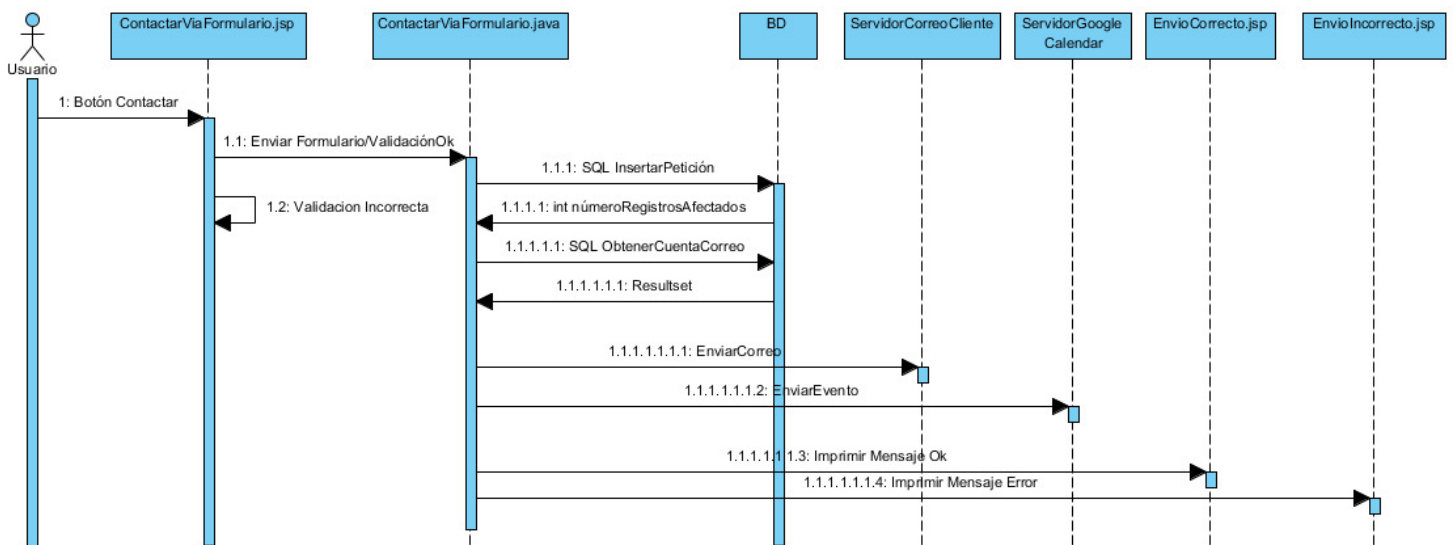 ContactarViaFormulario.jsp
ContactarViaFormulario.java
BD
ServidorCorreoCliente
ServidorGoogle
Calendar
EnvioCorrecto.jsp
EnvioIncorrecto.jsp
Usuario
1: Botón Contactar
1.1: Enviar Formulario/ValidaciónOk
1.1.1: SQL InsertarPetición
1.2: Validacion Incorrecta
1.1.1.1: int númeroRegistrosAfectados
1.1.1.1.1: SQL ObtenerCuentaCorreo
1.1.1.1.1.1: Resultset
1.1.1.1.1.1.1: EnviarCorreo
1.1.1.1.1.1.2: EnviarEvento
1.1.1.1.1.1.3: Imprimir Mensaje Ok
1.1.1.1.1.1.4: Imprimir Mensaje Error